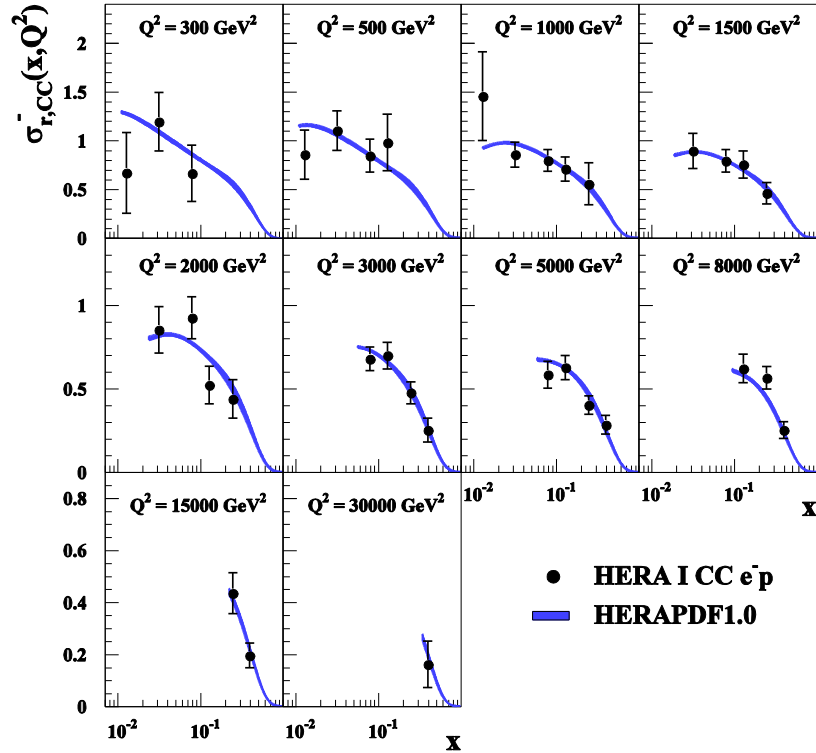 σ⁻r,CC(x,Q²)
Q² = 300 GeV²
Q² = 500 GeV²
Q² = 1000 GeV²
Q² = 1500 GeV²
2
1.5
1
0.5
0
Q² = 2000 GeV²
Q² = 3000 GeV²
Q² = 5000 GeV²
Q² = 8000 GeV²
1
0.5
0
10⁻² 10⁻¹ 10⁻² 10⁻¹
x
Q² = 15000 GeV²
Q² = 30000 GeV²
0.8
0.6
0.4
0.2
0
10⁻² 10⁻¹ 10⁻² 10⁻¹
x
HERA I CC e⁻p
HERAPDF1.0